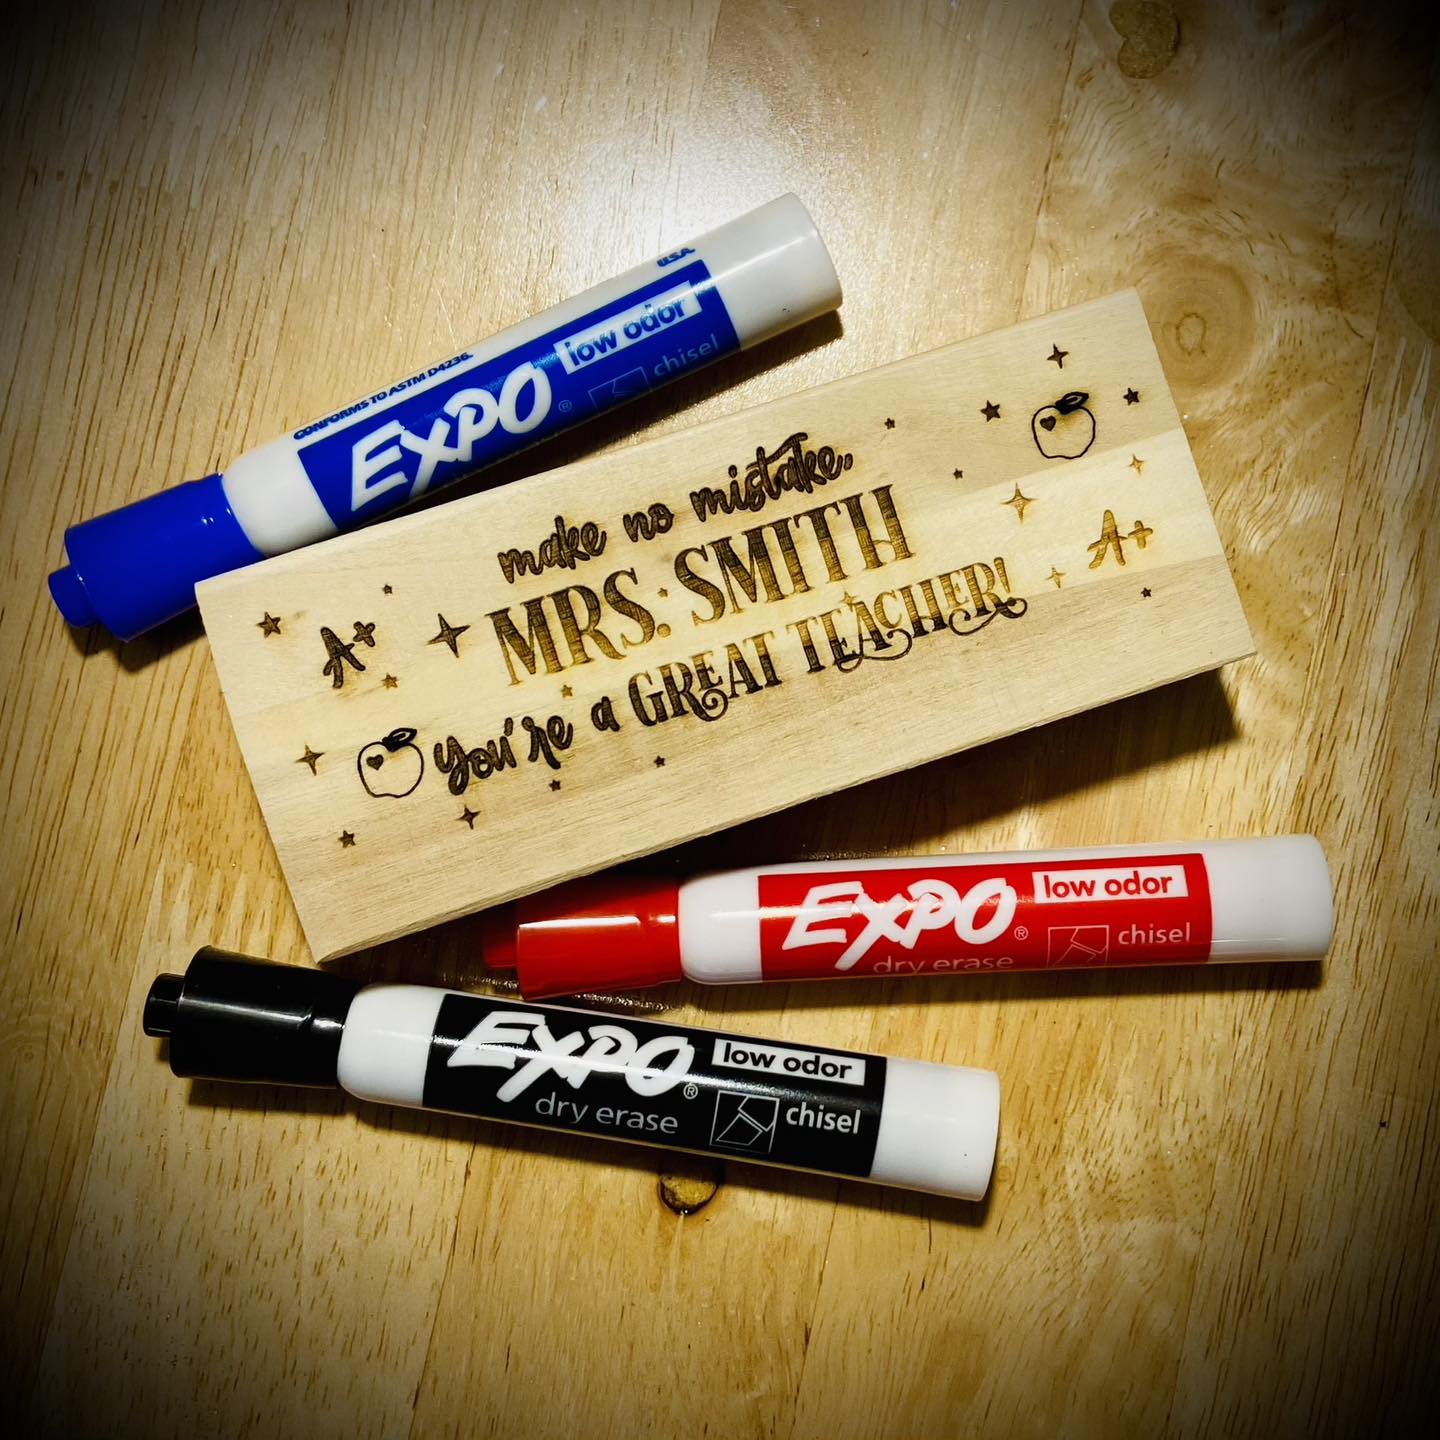 U.S.A.
CONFORMS TO ASTM D4236.
EXPO® low odor
chisel
make no mistake,
MRS. SMITH
you're a GREAT TEACHER!
A+
A+
EXPO® low odor
dry erase chisel
EXPO® low odor
dry erase chisel